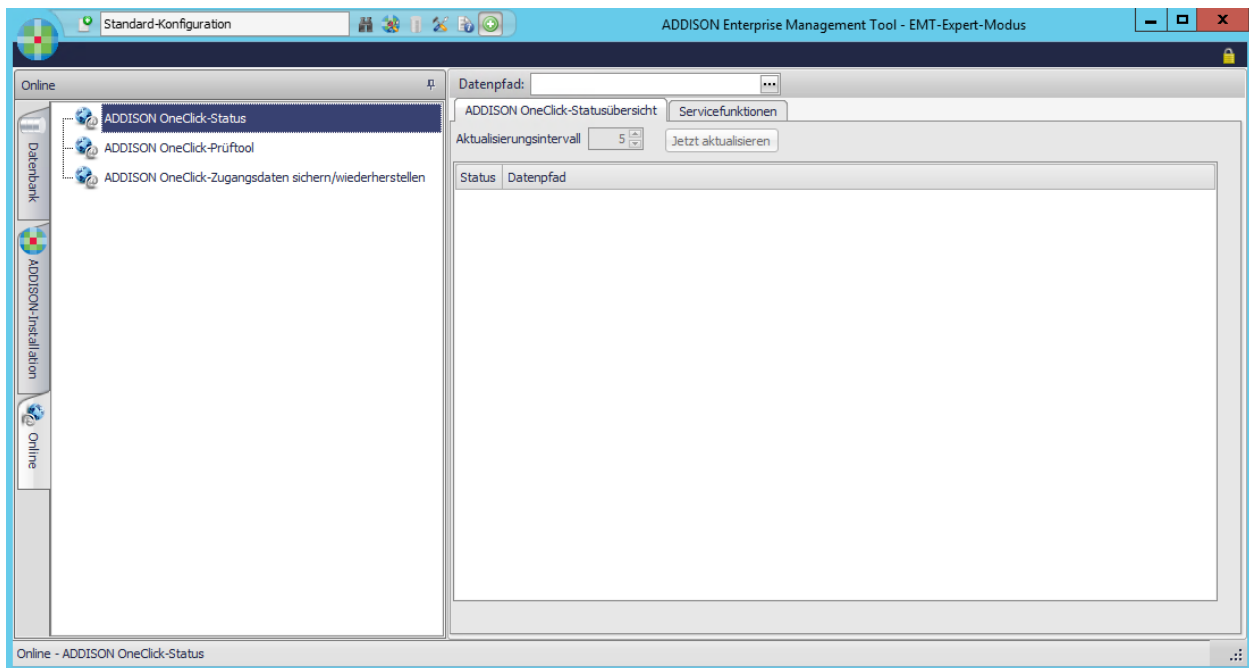 Standard-Konfiguration
ADDISON Enterprise Management Tool - EMT-Expert-Modus
Online
Datenpfad:
Datenbank
ADDISON-Installation
Online
ADDISON OneClick-Status
ADDISON OneClick-Prüftool
ADDISON OneClick-Zugangsdaten sichern/wiederherstellen
ADDISON OneClick-Statusübersicht Servicefunktionen
Aktualisierungsintervall 5 Jetzt aktualisieren
Status Datenpfad
Online - ADDISON OneClick-Status